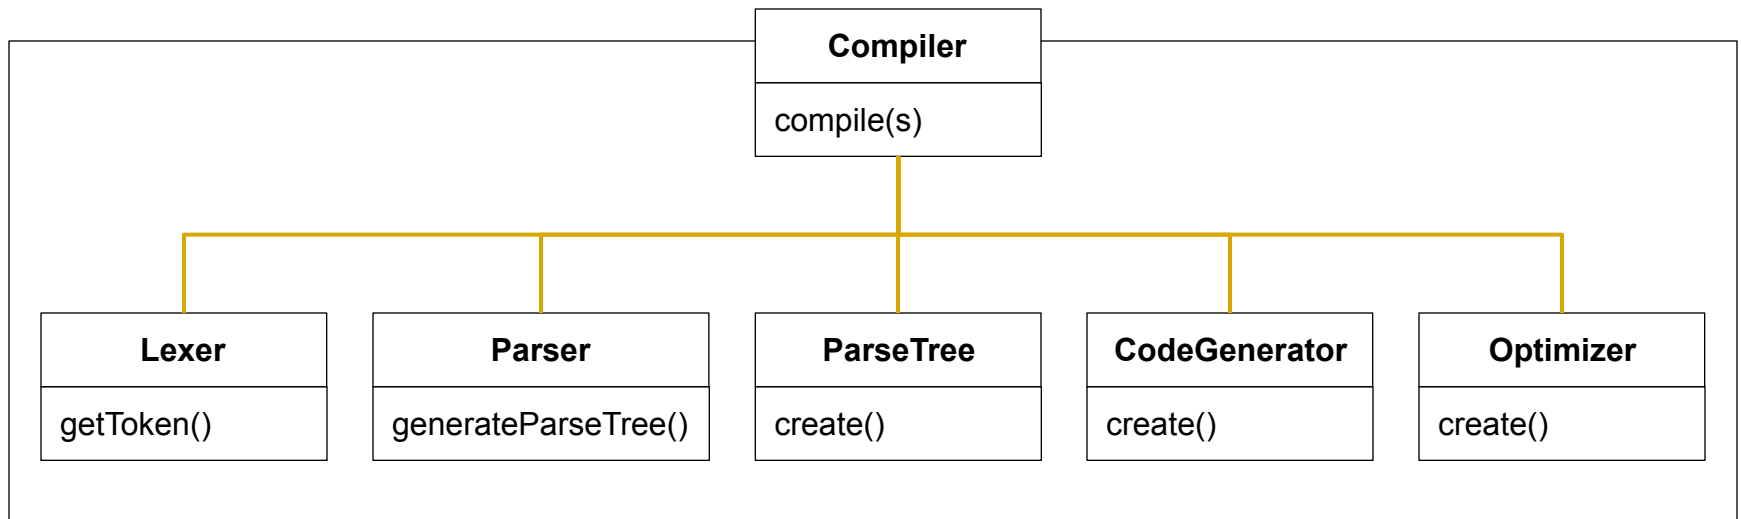 Compiler
compile(s)
Lexer
getToken()
Parser
generateParseTree()
ParseTree
create()
CodeGenerator
create()
Optimizer
create()